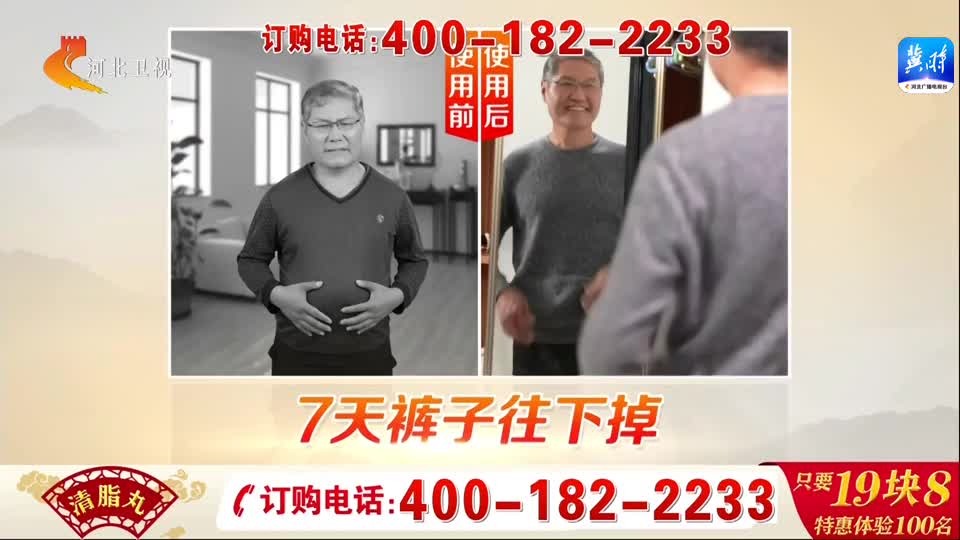 订购电话:400-182-2233
河北卫视
冀时
河北广播电视台
使用前
使用后
7天裤子往下掉
清脂丸
订购电话:400-182-2233
只要19块8
特惠体验100名